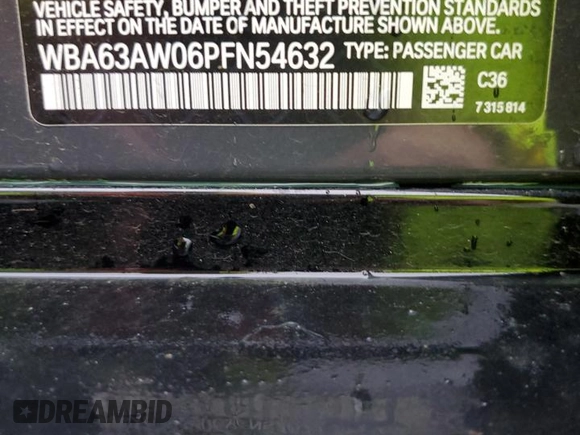 VEHICLE SAFETY, BUMPER AND THEFT PREVENTION STANDARDS
IN EFFECT ON THE DATE OF MANUFACTURE SHOWN ABOVE.
WBA63AW06PFN54632 TYPE: PASSENGER CAR
C36
7 315 814
DREAMBID